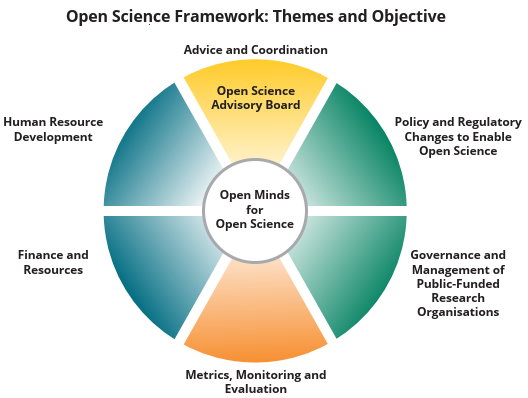 Open Science Framework: Themes and Objective
Advice and Coordination
Open Science
Advisory Board
Human Resource
Development
Policy and Regulatory
Changes to Enable
Open Science
Open Minds
for
Open Science
Finance and
Resources
Governance and
Management of
Public-Funded
Research
Organisations
Metrics, Monitoring and
Evaluation